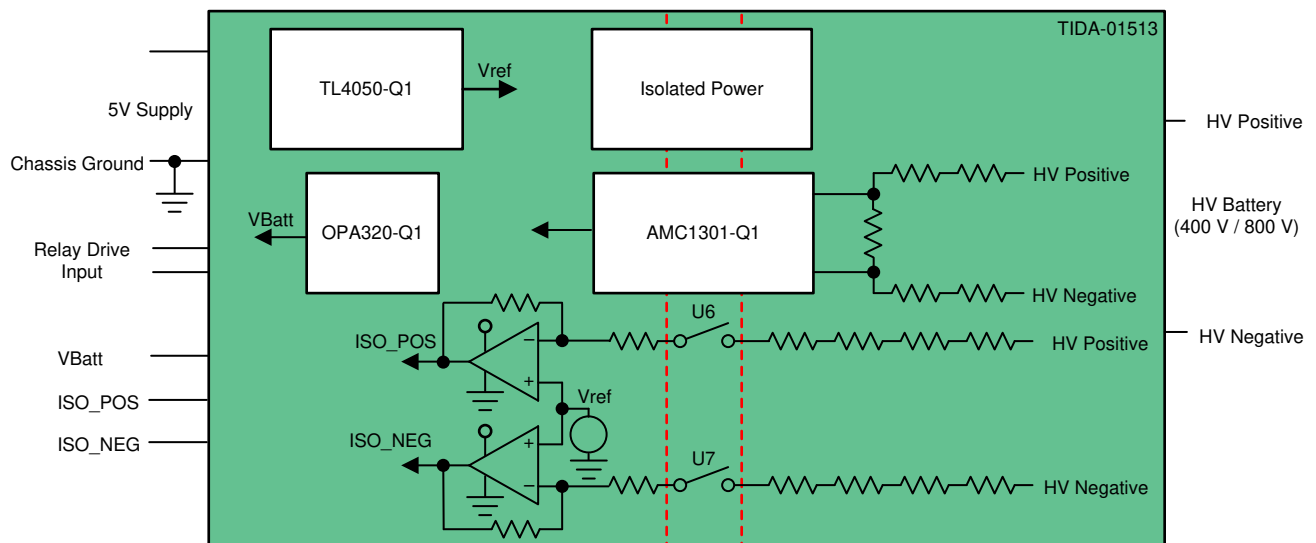 TIDA-01513
TL4050-Q1
Vref
Isolated Power
5V Supply
HV Positive
Chassis Ground
HV Positive
VBatt
OPA320-Q1
AMC1301-Q1
HV Battery
(400 V / 800 V)
Relay Drive
Input
HV Negative
U6
ISO_POS
−
HV Positive
HV Negative
VBatt
+
Vref
ISO_POS
ISO_NEG
+
ISO_NEG
U7
−
HV Negative